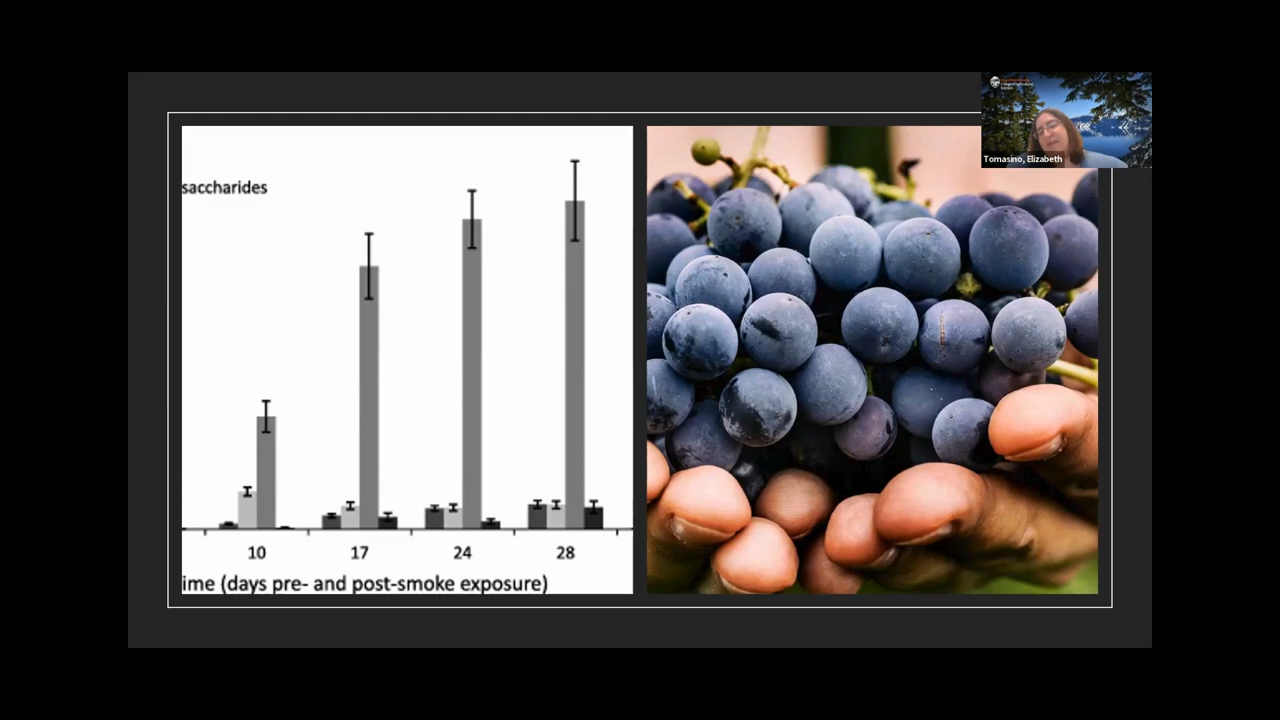 saccharides
10 17 24 28
ime (days pre- and post-smoke exposure)
Tomasino, Elizabeth